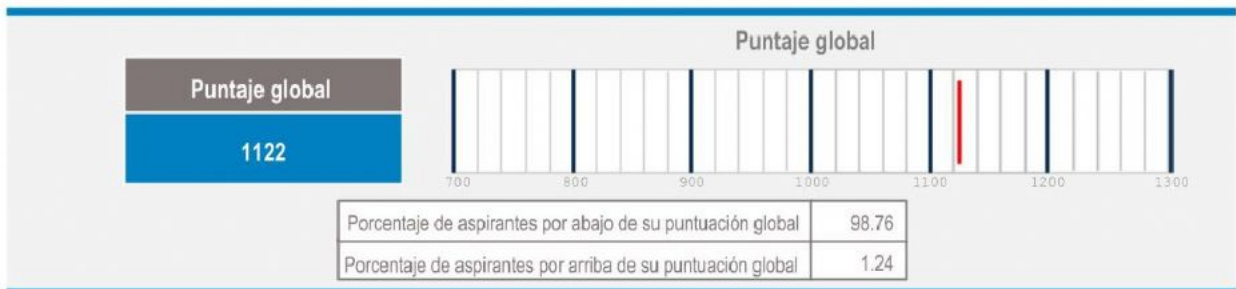 Puntaje global
Puntaje global
1122
700 800 900 1000 1100 1200 1300
Porcentaje de aspirantes por abajo de su puntuación global 98.76
Porcentaje de aspirantes por arriba de su puntuación global 1.24